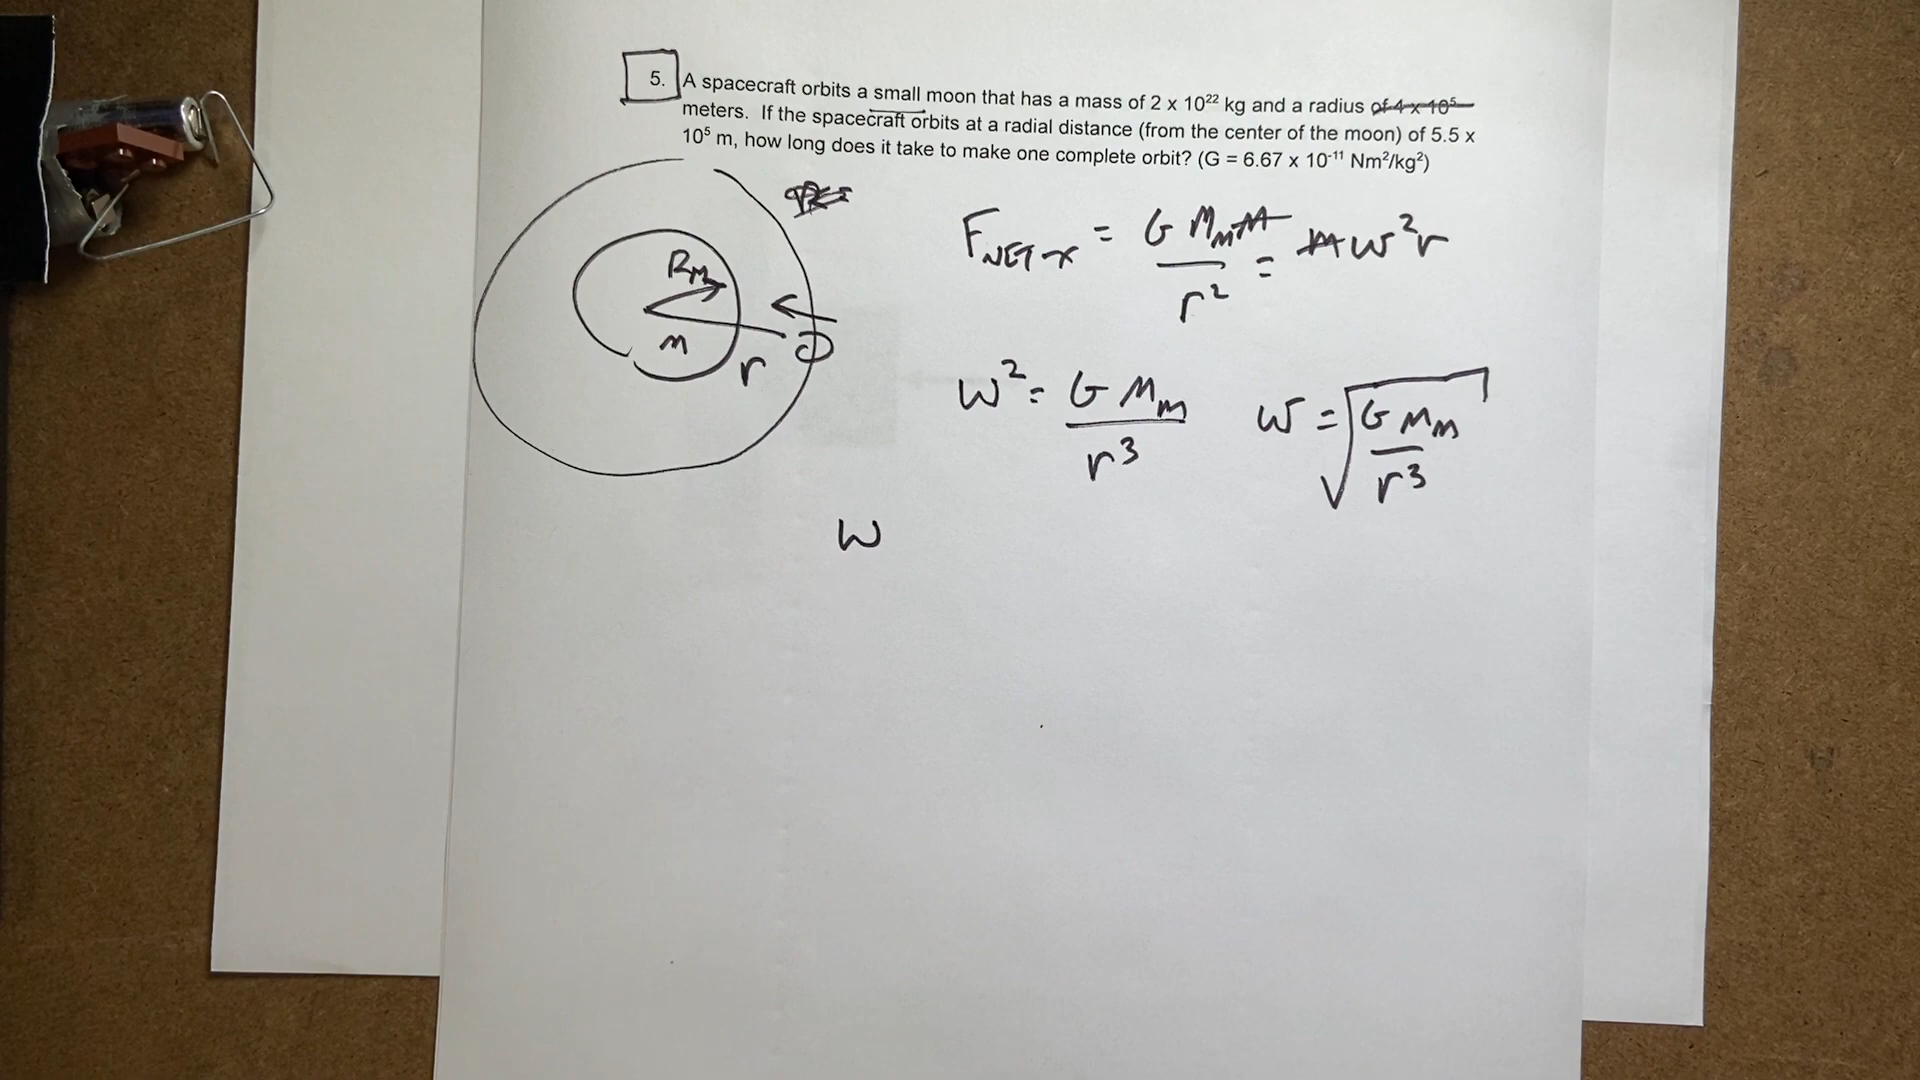 5. A spacecraft orbits a small moon that has a mass of 2 x 10²² kg and a radius of 4 x 10⁵
meters. If the spacecraft orbits at a radial distance (from the center of the moon) of 5.5 x
10⁵ m, how long does it take to make one complete orbit? (G = 6.67 x 10⁻¹¹ Nm²/kg²)
R_M
m
r
F_NET-x = G M_m m / r² = m w² r
w² = G M_m / r³
w = √(G M_m / r³)
w